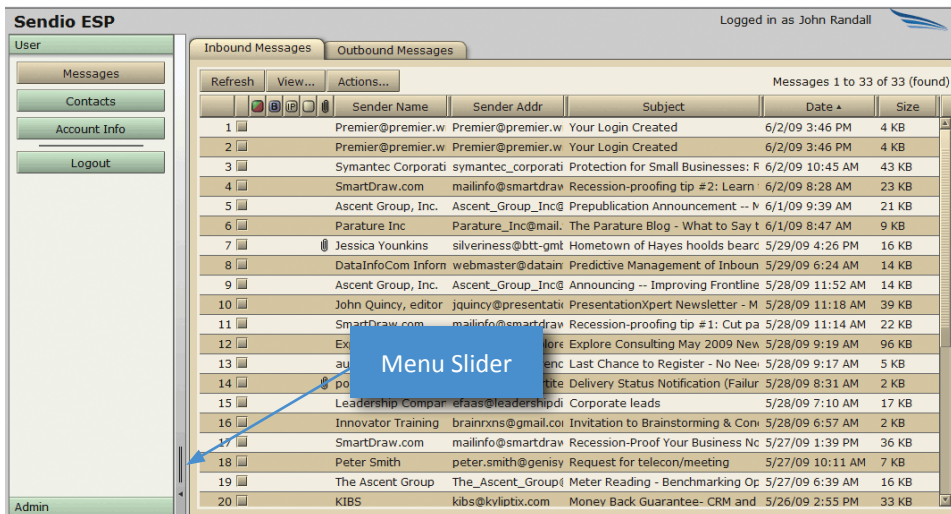 Sendio ESP
Logged in as John Randall
User
Messages
Contacts
Account Info
Logout
Admin
Inbound Messages Outbound Messages
Refresh View... Actions... Messages 1 to 33 of 33 (found)
B IP Sender Name Sender Addr Subject Date Size
1 Premier@premier.w Premier@premier.w Your Login Created 6/2/09 3:46 PM 4 KB
2 Premier@premier.w Premier@premier.w Your Login Created 6/2/09 3:46 PM 4 KB
3 Symantec Corporati symantec_corporati Protection for Small Businesses: R 6/2/09 10:45 AM 43 KB
4 SmartDraw.com mailinfo@smartdraw Recession-proofing tip #2: Learn 6/2/09 8:28 AM 23 KB
5 Ascent Group, Inc. Ascent_Group_Inc@ Prepublication Announcement -- M 6/1/09 9:39 AM 21 KB
6 Parature Inc Parature_Inc@mail. The Parature Blog - What to Say t 6/1/09 8:47 AM 9 KB
7 Jessica Younkins silveriness@btt-gmb Hometown of Hayes hoolds beard 5/29/09 4:26 PM 16 KB
8 DataInfoCom Inform webmaster@datain Predictive Management of Inboun 5/29/09 6:24 AM 14 KB
9 Ascent Group, Inc. Ascent_Group_Inc@ Announcing -- Improving Frontline 5/28/09 11:52 AM 14 KB
10 John Quincy, editor jquincy@presentatio PresentationXpert Newsletter - M 5/28/09 11:18 AM 39 KB
11 SmartDraw.com mailinfo@smartdraw Recession-proofing tip #1: Cut pa 5/28/09 11:14 AM 22 KB
12 Ex lore Explore Consulting May 2009 New 5/28/09 9:19 AM 96 KB
13 au enc Last Chance to Register - No Need 5/28/09 9:17 AM 5 KB
14 po rtite Delivery Status Notification (Failur 5/28/09 8:31 AM 2 KB
15 Leadership Compar efaas@leadershipdi Corporate leads 5/28/09 7:10 AM 17 KB
16 Innovator Training brainrxns@gmail.co Invitation to Brainstorming & Con 5/28/09 6:57 AM 2 KB
17 SmartDraw.com mailinfo@smartdraw Recession-Proof Your Business No 5/27/09 1:39 PM 36 KB
18 Peter Smith peter.smith@genisy Request for telecon/meeting 5/27/09 10:11 AM 7 KB
19 The Ascent Group The_Ascent_Group@ Meter Reading - Benchmarking Op 5/27/09 6:39 AM 16 KB
20 KIBS kibs@kyliptix.com Money Back Guarantee- CRM and 5/26/09 2:55 PM 33 KB
Menu Slider